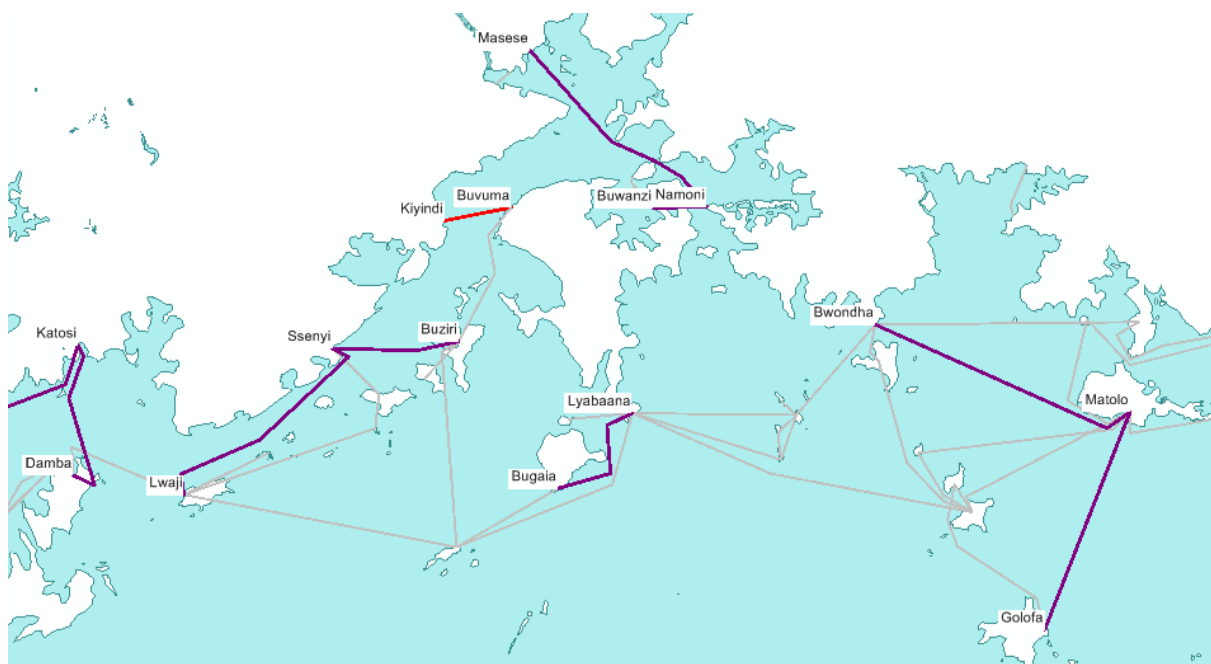 Masese
Buvuma
Buwanzi
Namoni
Kiyindi
Bwondha
Katosi
Ssenyi
Buziri
Lyabaana
Matolo
Damba
Lwaji
Bugaia
Golofa